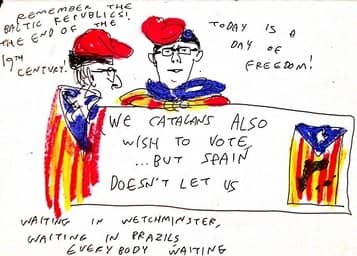 REMEMBER THE
BALTIC REPUBLICS!
THE END OF THE
19TH
CENTURY!
TODAY IS A
DAY OF
FREEDOM!
WE CATALANS ALSO
WISH TO VOTE,
...BUT SPAIN
DOESN'T LET US
WAITING IN WETCHMINSTER,
WAITING IN BRAZILS
EVERYBODY WAITING